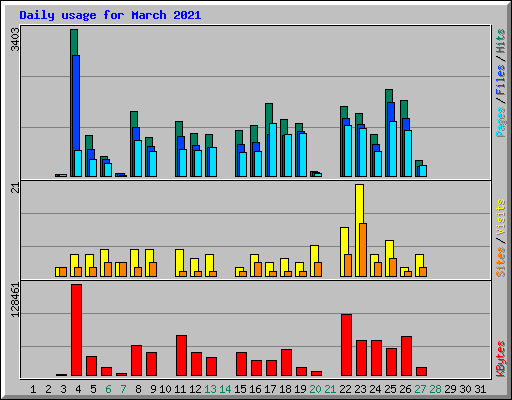 Daily usage for March 2021
3403
Pages/Files/Hits
21
Sites/Visits
128461
KBytes
1 2 3 4 5 6 7 8 9 10 11 12 13 14 15 16 17 18 19 20 21 22 23 24 25 26 27 28 29 30 31